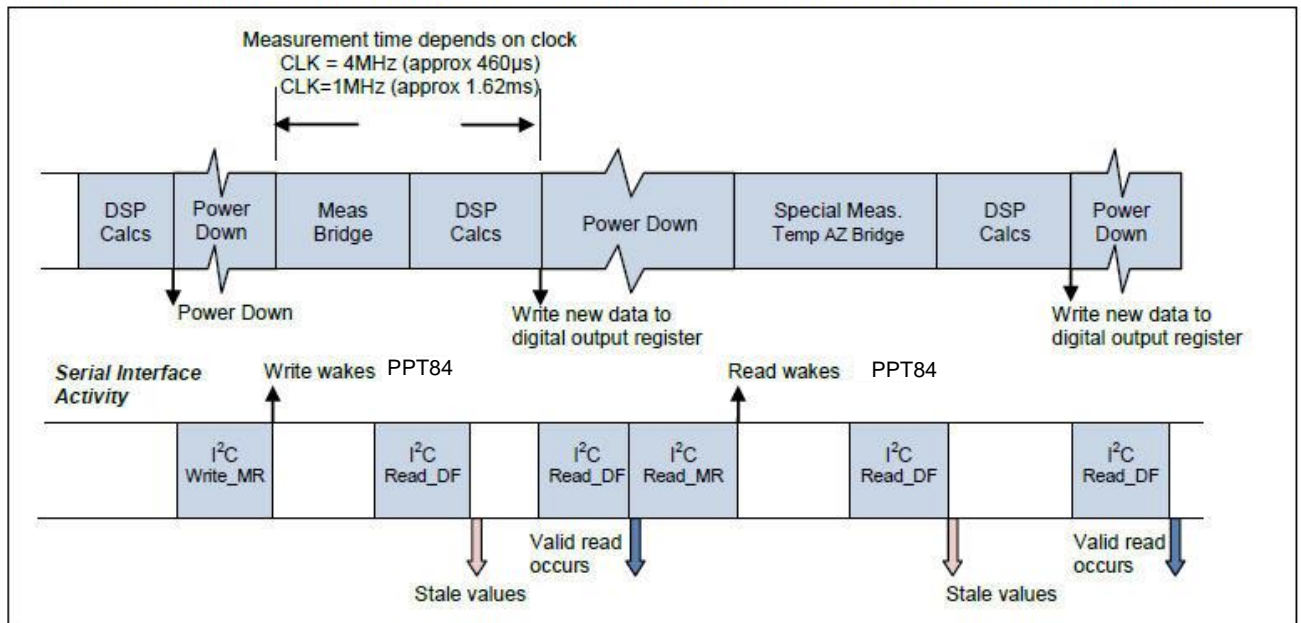 Measurement time depends on clock
CLK = 4MHz (approx 460µs)
CLK=1MHz (approx 1.62ms)
DSP
Calcs
Power
Down
Meas
Bridge
DSP
Calcs
Power Down
Special Meas.
Temp AZ Bridge
DSP
Calcs
Power
Down
Power Down
Write new data to
digital output register
Write new data to
digital output register
Serial Interface
Activity
Write wakes PPT84
Read wakes PPT84
I²C
Write_MR
I²C
Read_DF
I²C
Read_DF
I²C
Read_MR
I²C
Read_DF
I²C
Read_DF
Stale values
Valid read
occurs
Stale values
Valid read
occurs